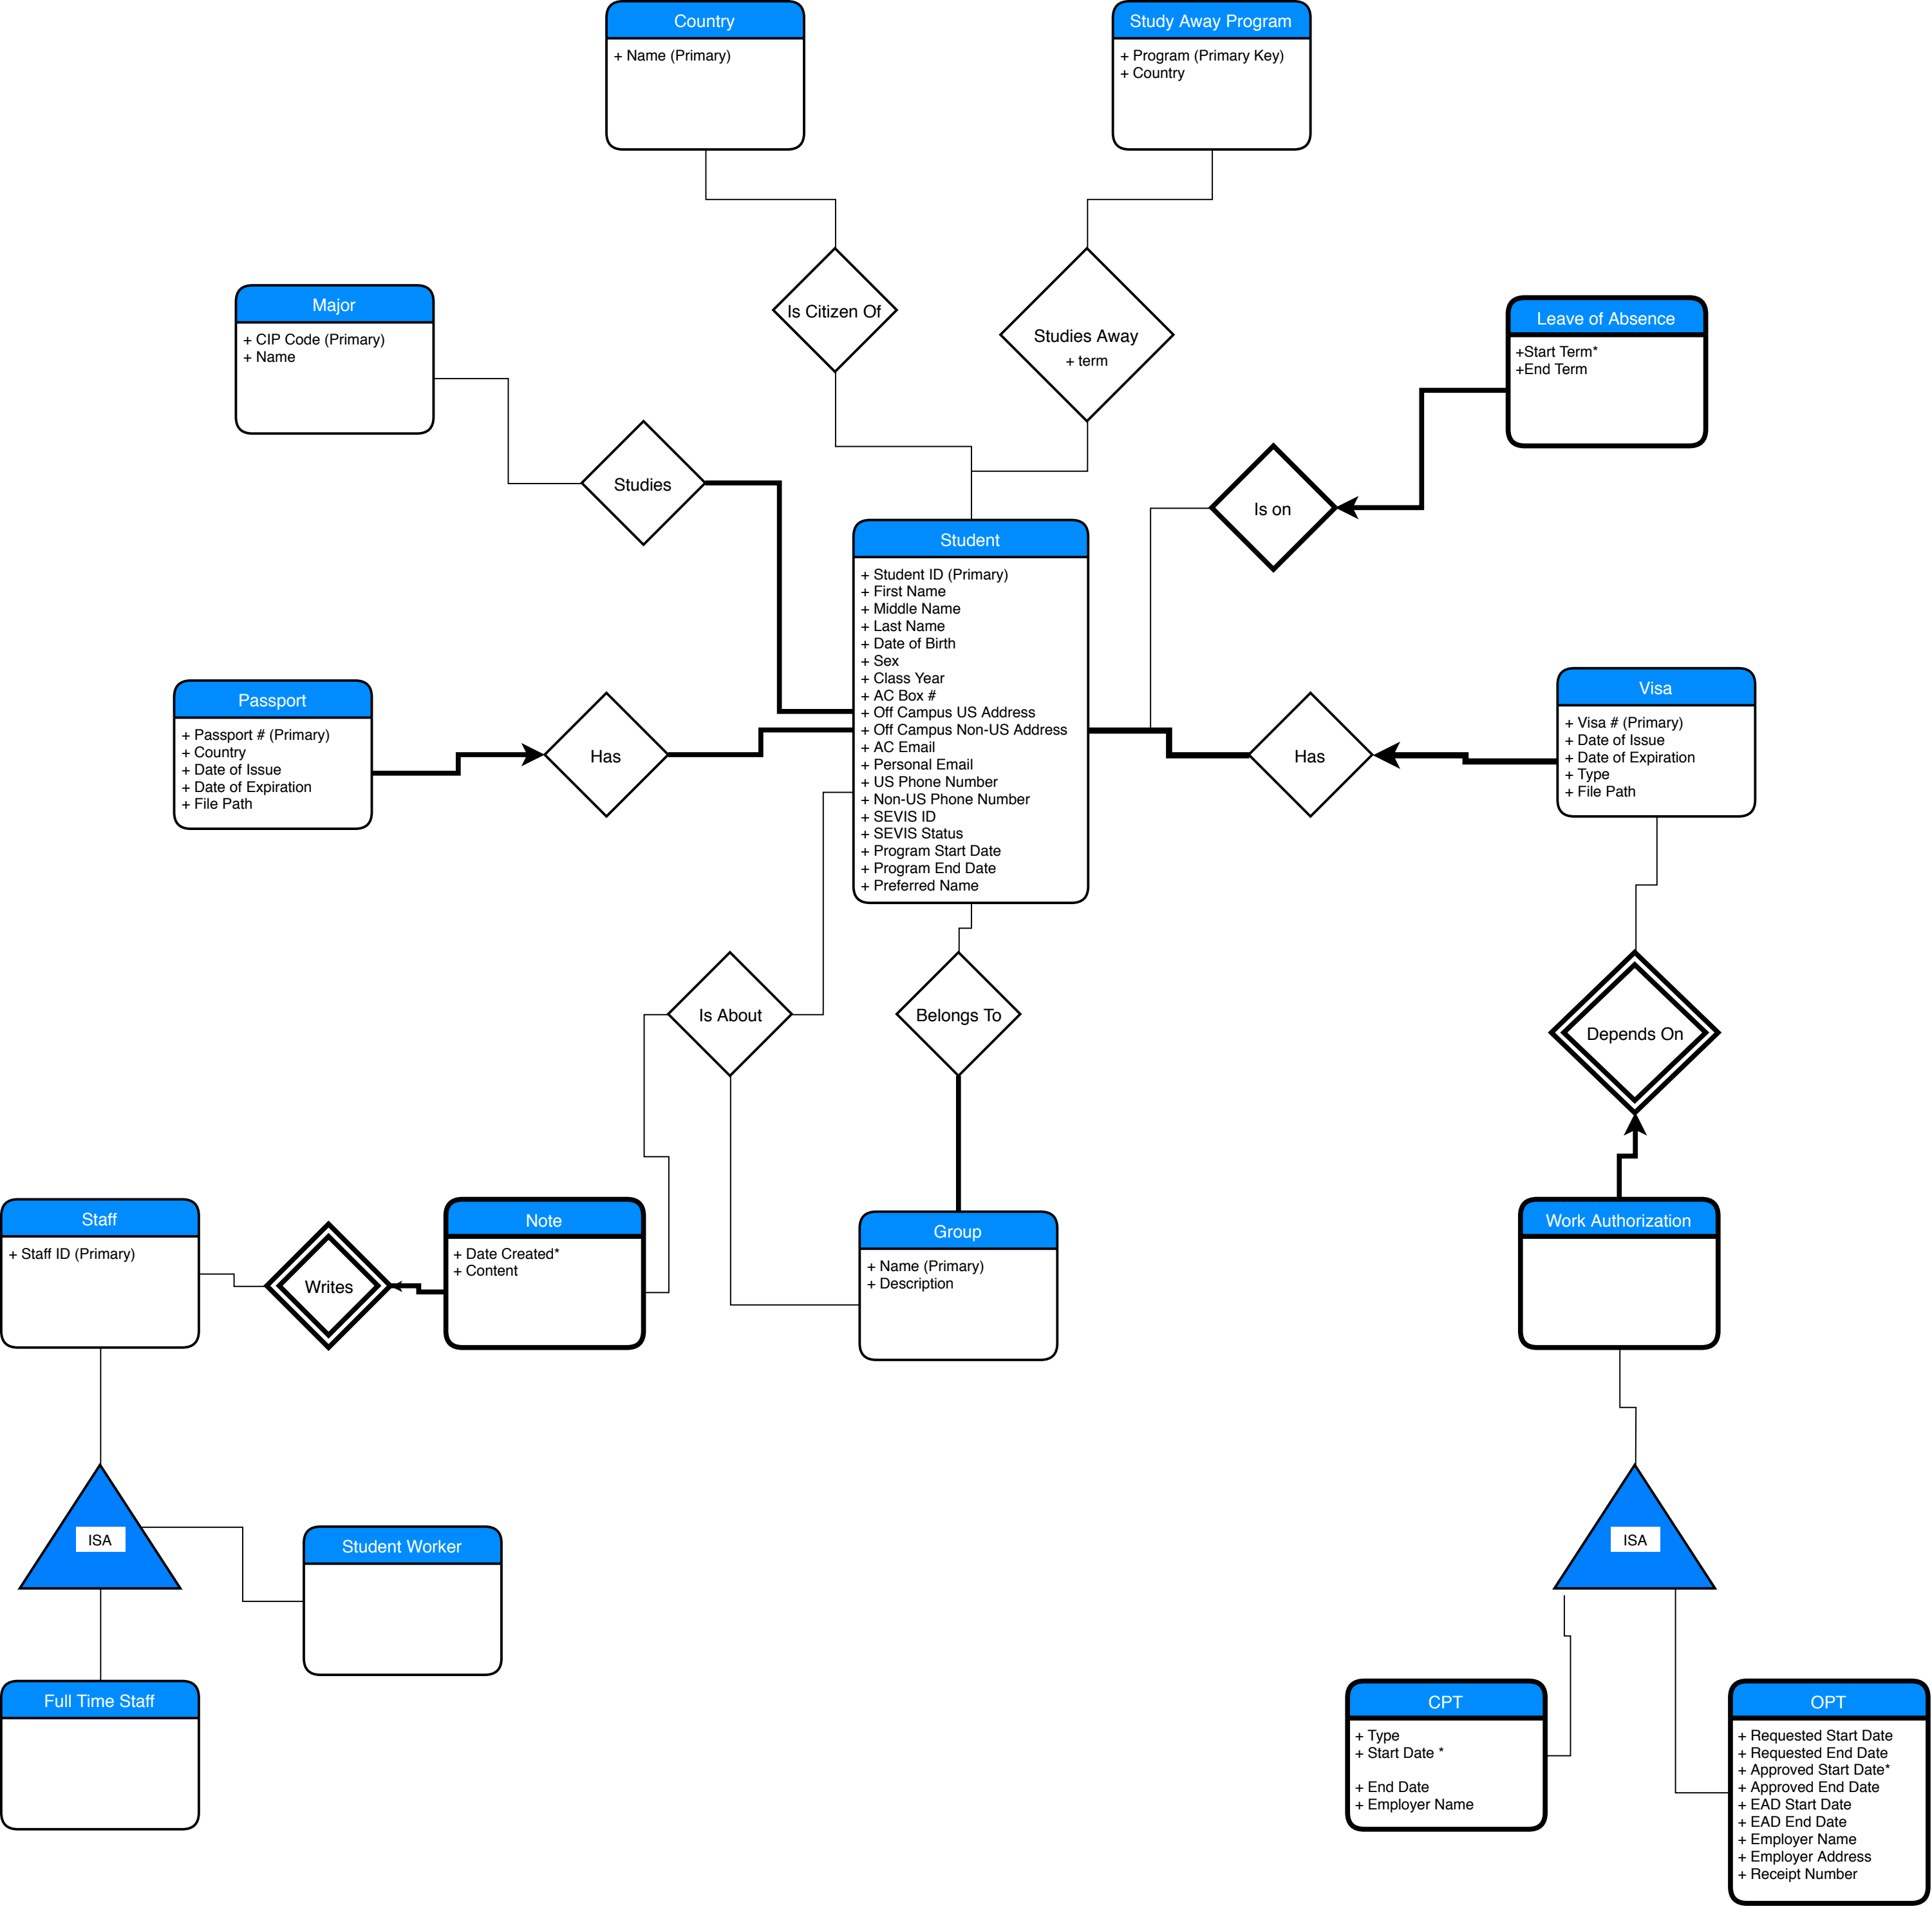 Country
+ Name (Primary)
Study Away Program
+ Program (Primary Key)
+ Country
Is Citizen Of
Studies Away
+ term
Major
+ CIP Code (Primary)
+ Name
Leave of Absence
+Start Term*
+End Term
Studies
Is on
Student
+ Student ID (Primary)
+ First Name
+ Middle Name
+ Last Name
+ Date of Birth
+ Sex
+ Class Year
+ AC Box #
+ Off Campus US Address
+ Off Campus Non-US Address
+ AC Email
+ Personal Email
+ US Phone Number
+ Non-US Phone Number
+ SEVIS ID
+ SEVIS Status
+ Program Start Date
+ Program End Date
+ Preferred Name
Passport
+ Passport # (Primary)
+ Country
+ Date of Issue
+ Date of Expiration
+ File Path
Has
Has
Visa
+ Visa # (Primary)
+ Date of Issue
+ Date of Expiration
+ Type
+ File Path
Is About
Belongs To
Depends On
Staff
+ Staff ID (Primary)
Writes
Note
+ Date Created*
+ Content
Group
+ Name (Primary)
+ Description
Work Authorization
ISA
Student Worker
ISA
Full Time Staff
CPT
+ Type
+ Start Date *
+ End Date
+ Employer Name
OPT
+ Requested Start Date
+ Requested End Date
+ Approved Start Date*
+ Approved End Date
+ EAD Start Date
+ EAD End Date
+ Employer Name
+ Employer Address
+ Receipt Number